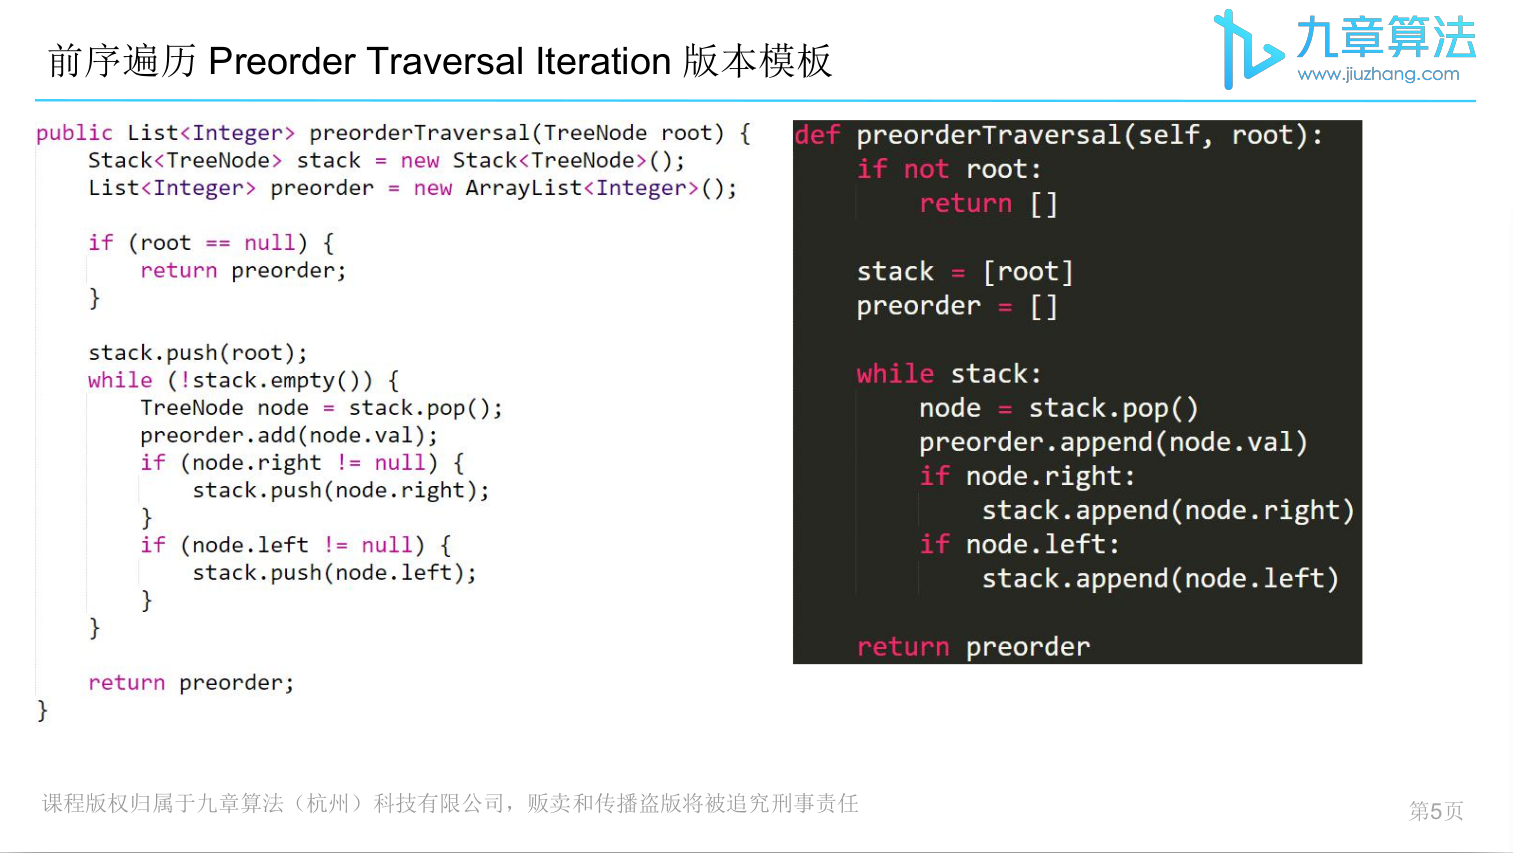 前序遍历 Preorder Traversal Iteration 版本模板
九章算法
www.jiuzhang.com
public List<Integer> preorderTraversal(TreeNode root) {
    Stack<TreeNode> stack = new Stack<TreeNode>();
    List<Integer> preorder = new ArrayList<Integer>();

    if (root == null) {
        return preorder;
    }

    stack.push(root);
    while (!stack.empty()) {
        TreeNode node = stack.pop();
        preorder.add(node.val);
        if (node.right != null) {
            stack.push(node.right);
        }
        if (node.left != null) {
            stack.push(node.left);
        }
    }

    return preorder;
}
def preorderTraversal(self, root):
    if not root:
        return []

    stack = [root]
    preorder = []

    while stack:
        node = stack.pop()
        preorder.append(node.val)
        if node.right:
            stack.append(node.right)
        if node.left:
            stack.append(node.left)

    return preorder
课程版权归属于九章算法（杭州）科技有限公司，贩卖和传播盗版将被追究刑事责任
第5页